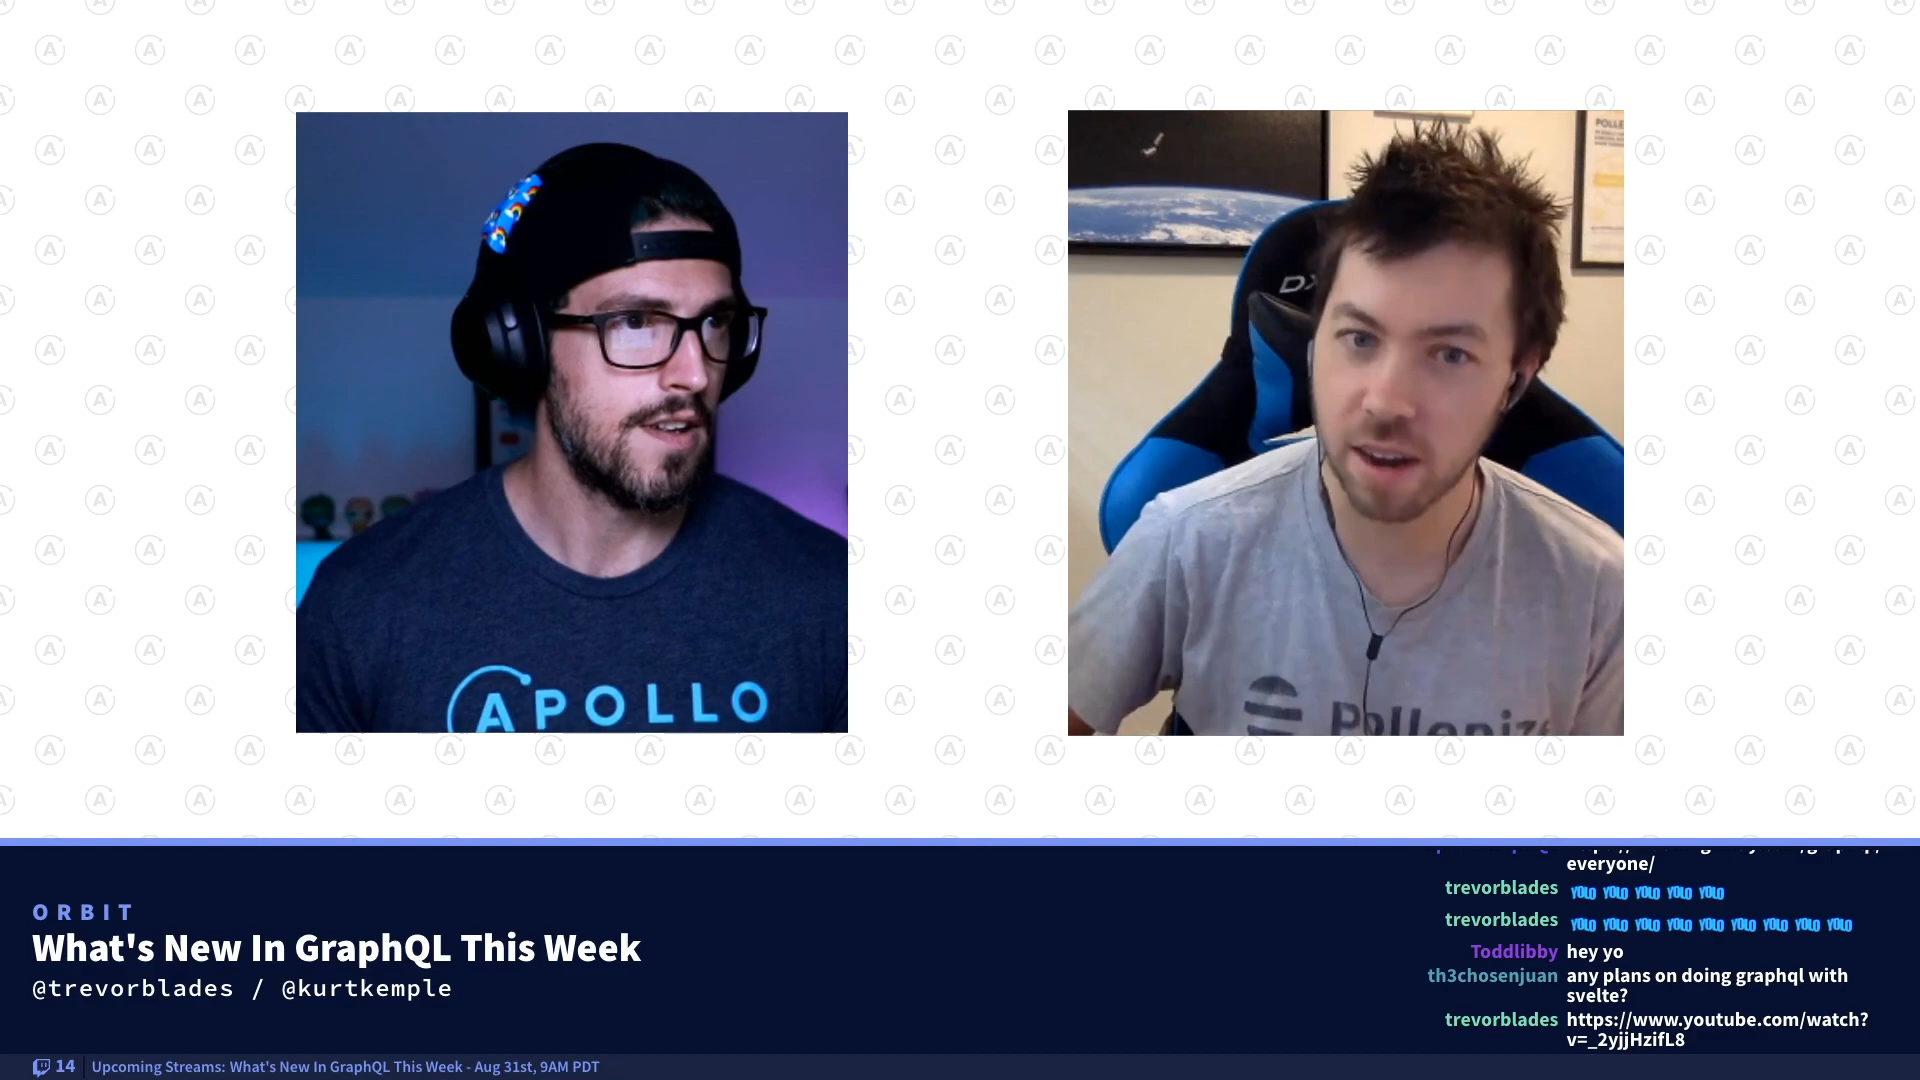 POLLE
DX
APOLLO
Polleniz
everyone/
trevorblades YOLO YOLO YOLO YOLO YOLO
trevorblades YOLO YOLO YOLO YOLO YOLO YOLO YOLO YOLO YOLO
Toddlibby hey yo
th3chosenjuan any plans on doing graphql with
svelte?
trevorblades https://www.youtube.com/watch?
v=_2yjjHzifL8
ORBIT
What's New In GraphQL This Week
@trevorblades / @kurtkemple
14 Upcoming Streams: What's New In GraphQL This Week - Aug 31st, 9AM PDT